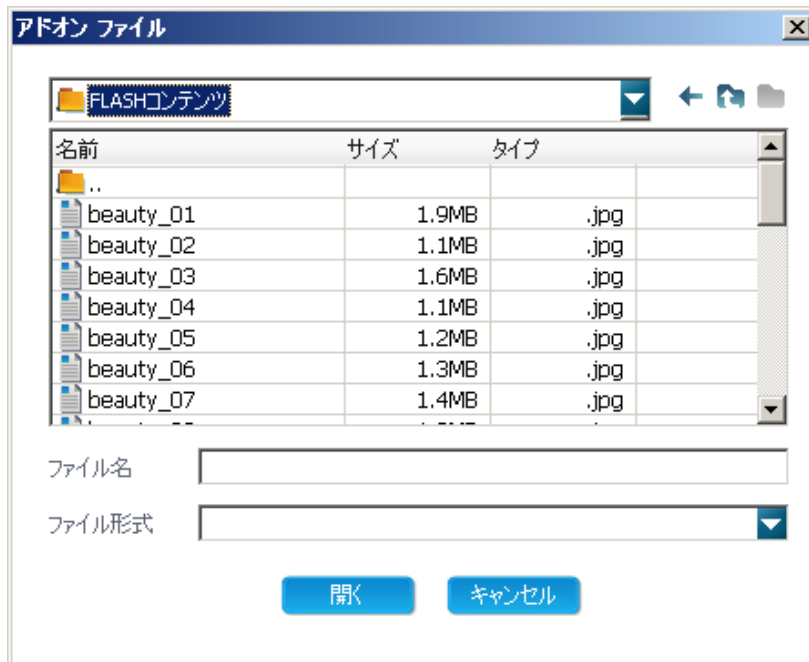 アドオン ファイル
FLASHコンテンツ
名前 サイズ タイプ
..
beauty_01 1.9MB .jpg
beauty_02 1.1MB .jpg
beauty_03 1.6MB .jpg
beauty_04 1.1MB .jpg
beauty_05 1.2MB .jpg
beauty_06 1.3MB .jpg
beauty_07 1.4MB .jpg
ファイル名
ファイル形式
開く キャンセル